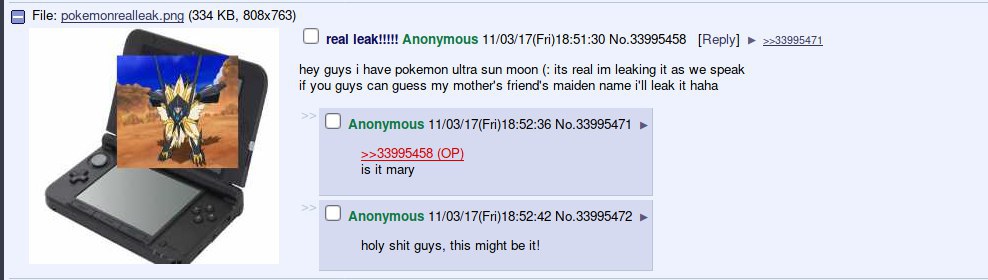 File: pokemonrealleak.png (334 KB, 808x763)
real leak!!!!! Anonymous 11/03/17(Fri)18:51:30 No.33995458 [Reply] ► >>33995471
hey guys i have pokemon ultra sun moon (: its real im leaking it as we speak
if you guys can guess my mother's friend's maiden name i'll leak it haha
>> Anonymous 11/03/17(Fri)18:52:36 No.33995471 ►
>>33995458 (OP)
is it mary
>> Anonymous 11/03/17(Fri)18:52:42 No.33995472 ►
holy shit guys, this might be it!